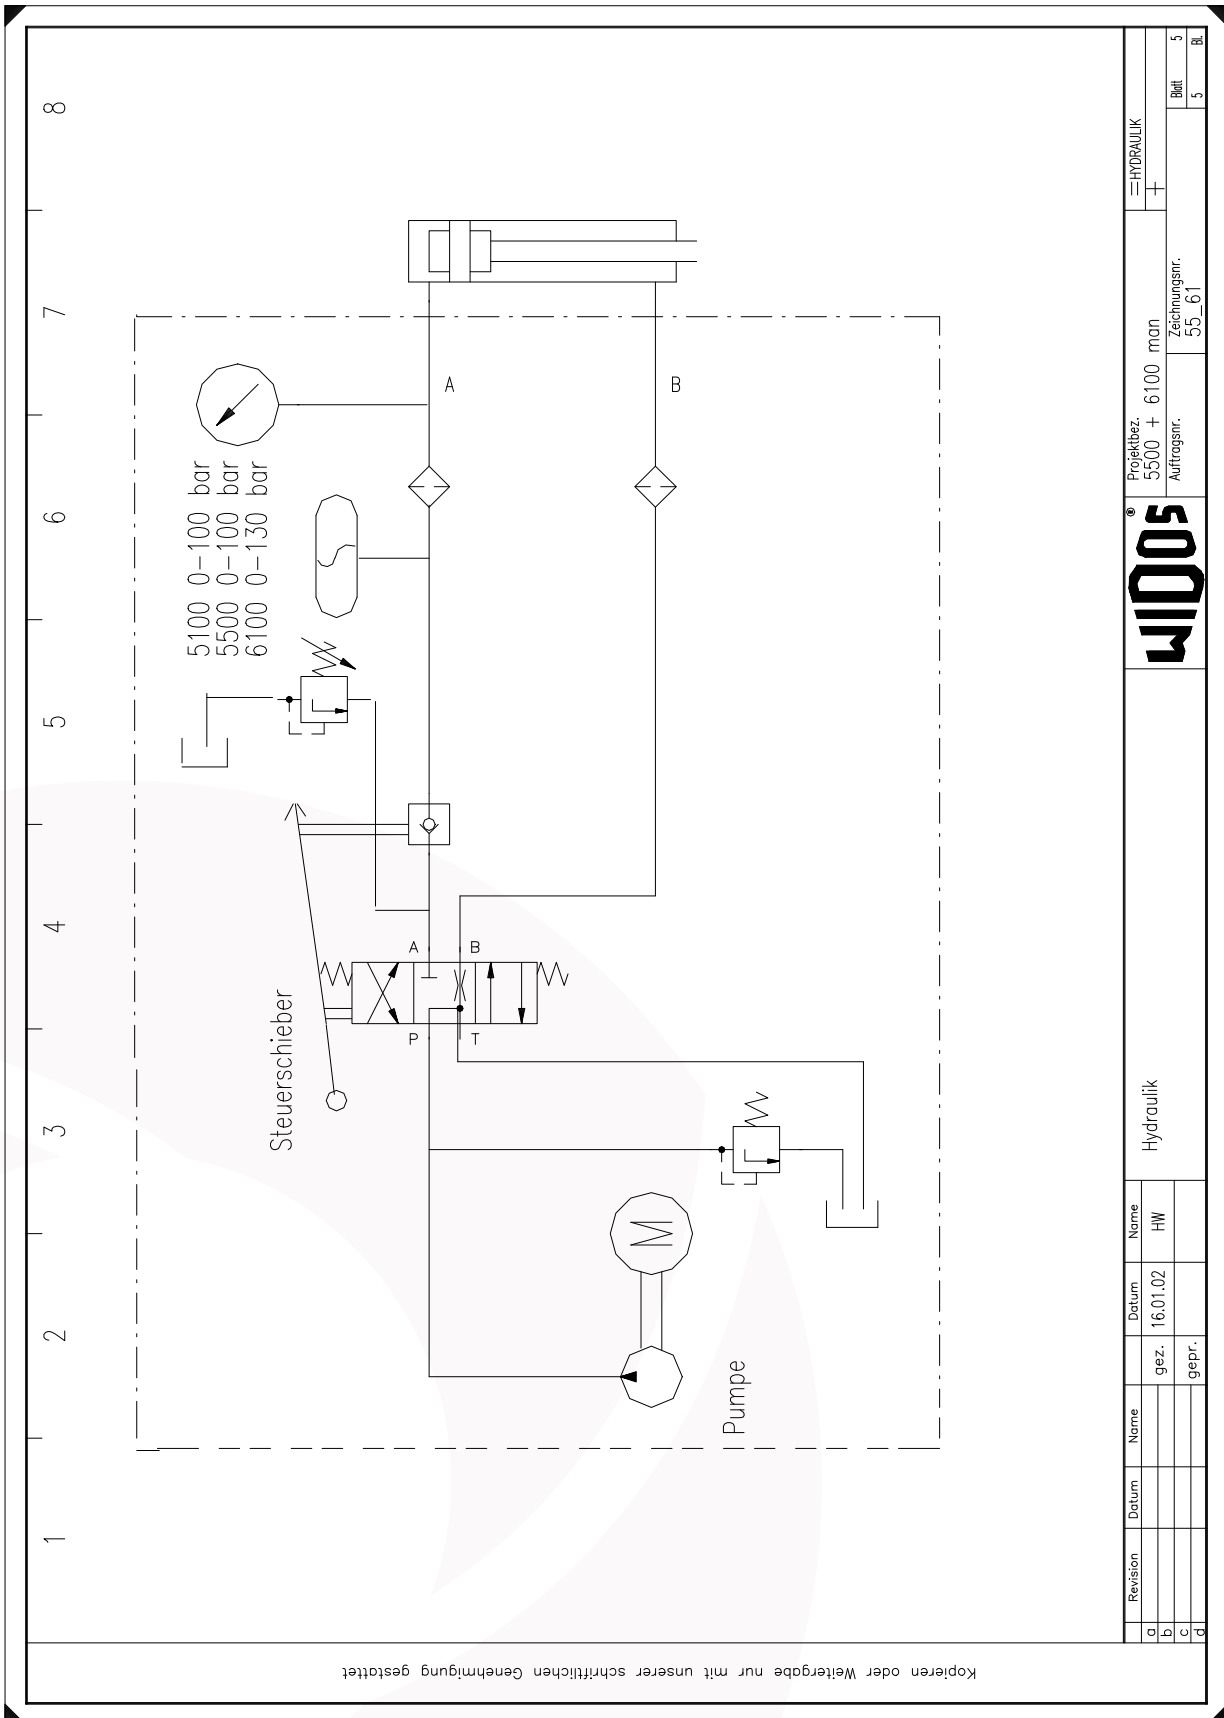 1
2
3
4
5
6
7
8
5100 0-100 bar
5500 0-100 bar
6100 0-130 bar
Steuerschieber
Pumpe
M
P
T
A
B
A
B
Kopieren oder Weitergabe nur mit unserer schriftlichen Genehmigung gestattet
Revision
Datum
Name
Datum
Name
a
b
c
d
gez.
16.01.02
HW
gepr.
Hydraulik
WIDOS®
Projektbez.
5500 + 6100 man
Auftragsnr.
Zeichnungsnr.
55_61
=HYDRAULIK
+
Blatt 5
5 Bl.